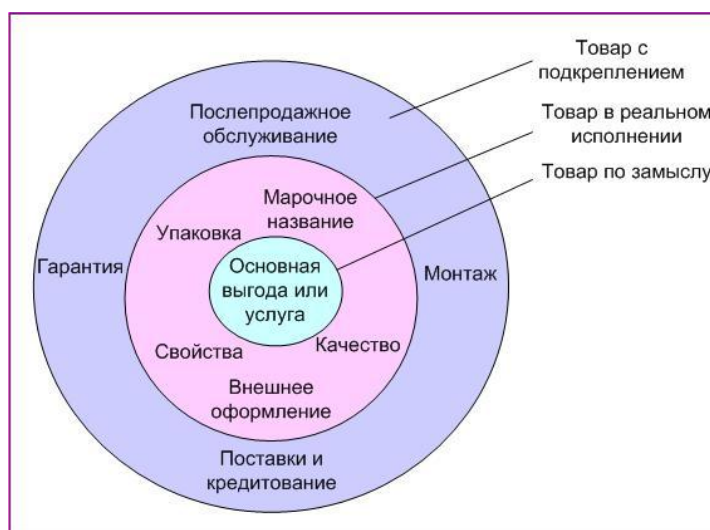 Товар с
подкреплением
Послепродажное
обслуживание
Товар в реальном
исполнении
Товар по замыслу
Марочное
название
Упаковка
Гарантия
Основная
выгода или
услуга
Монтаж
Свойства
Качество
Внешнее
оформление
Поставки и
кредитование